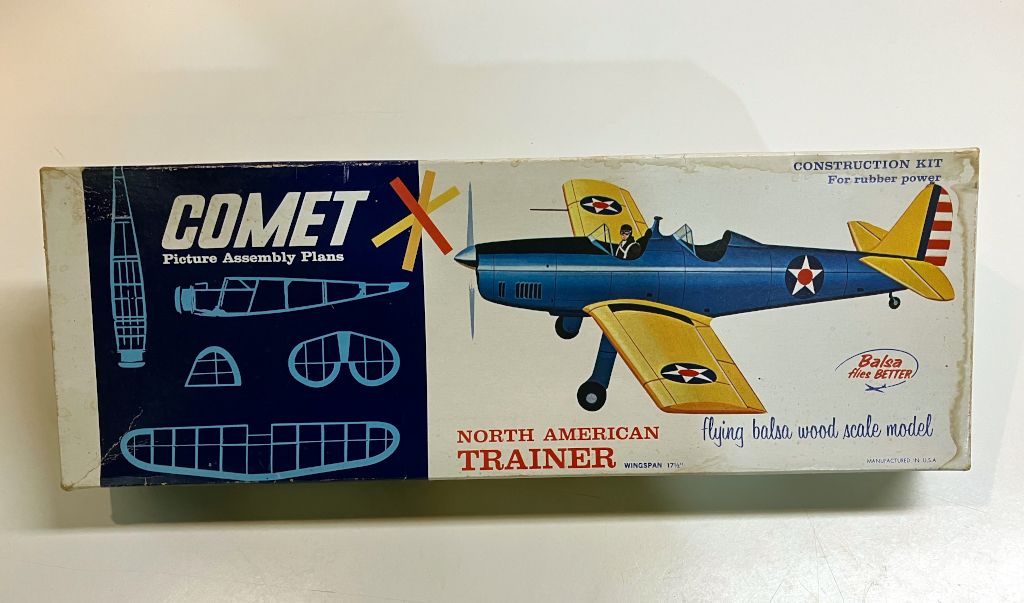 COMET
Picture Assembly Plans
CONSTRUCTION KIT
For rubber power
Balsa
flies BETTER
NORTH AMERICAN
TRAINER WINGSPAN 17½"
flying balsa wood scale model
MANUFACTURED IN U.S.A.